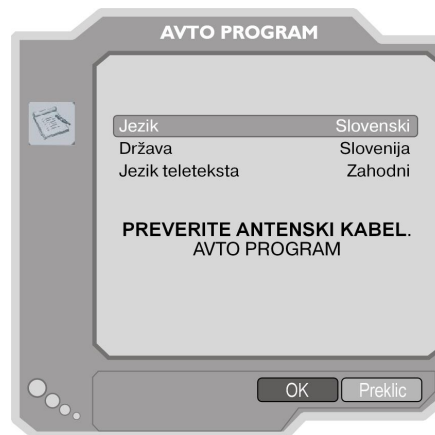 AVTO PROGRAM
Jezik Slovenski
Država Slovenija
Jezik teleteksta Zahodni
PREVERITE ANTENSKI KABEL.
AVTO PROGRAM
OK Preklic